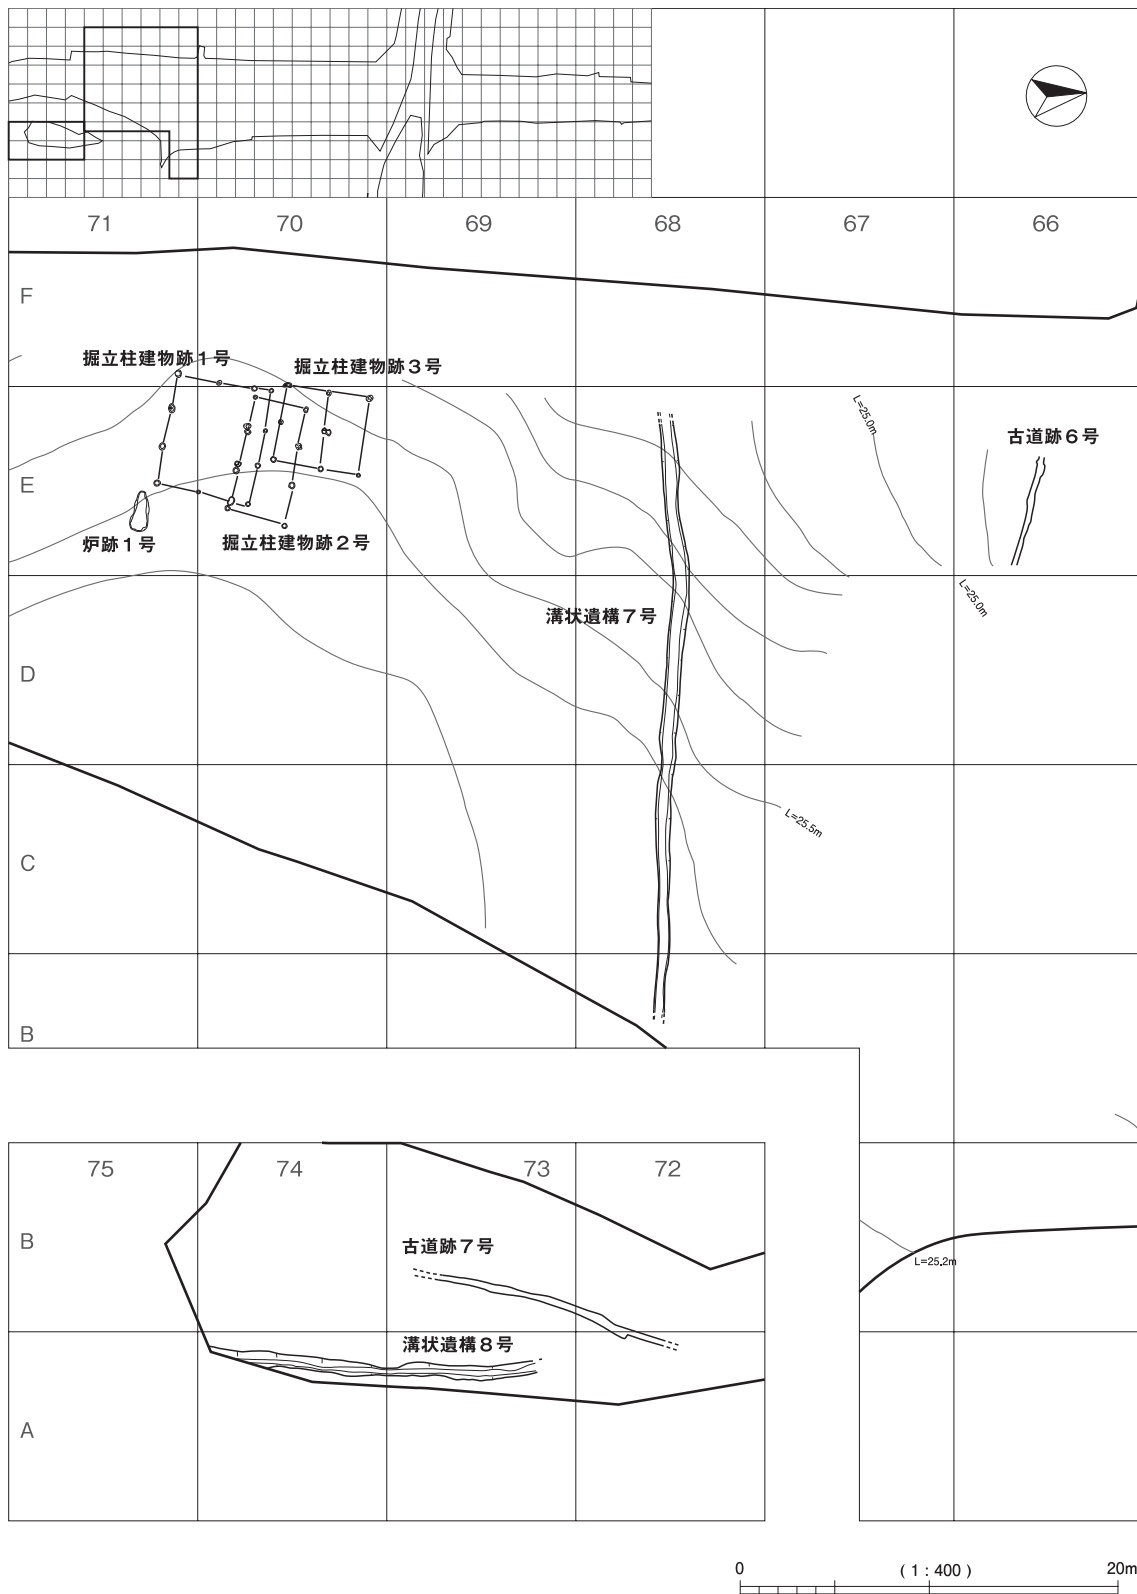 71 70 69 68 67 66
F
掘立柱建物跡1号 掘立柱建物跡3号
L=25.0m
古道跡6号
E
炉跡1号 掘立柱建物跡2号
L=25.0m
溝状遺構7号
D
L=25.5m
C
B
75 74 73 72
B
古道跡7号
L=25.2m
溝状遺構8号
A
0 (1:400) 20m